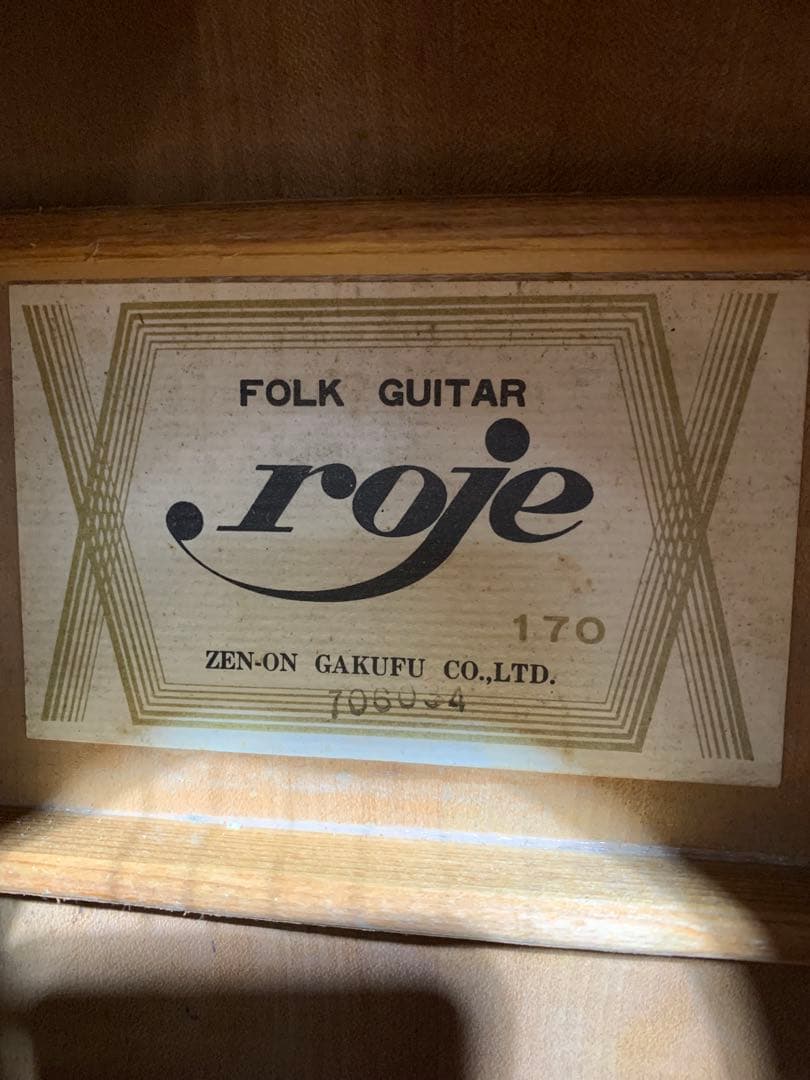 FOLK GUITAR
roje
170
ZEN-ON GAKUFU CO.,LTD.